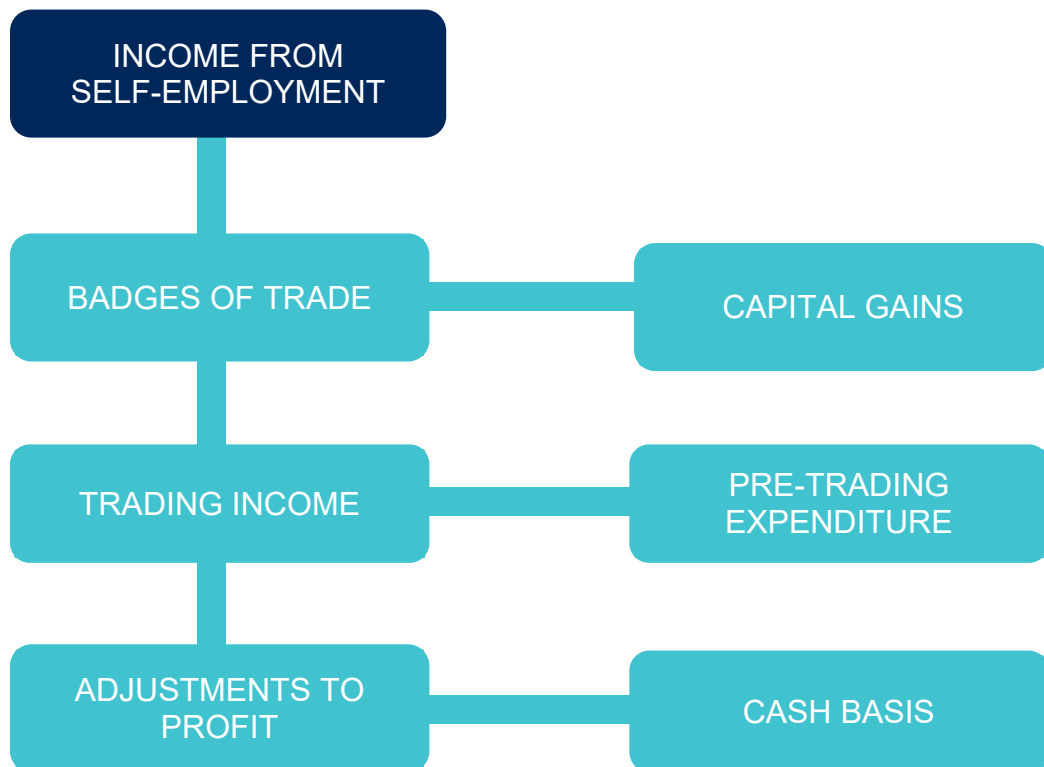 INCOME FROM
SELF-EMPLOYMENT
BADGES OF TRADE
CAPITAL GAINS
TRADING INCOME
PRE-TRADING
EXPENDITURE
ADJUSTMENTS TO
PROFIT
CASH BASIS